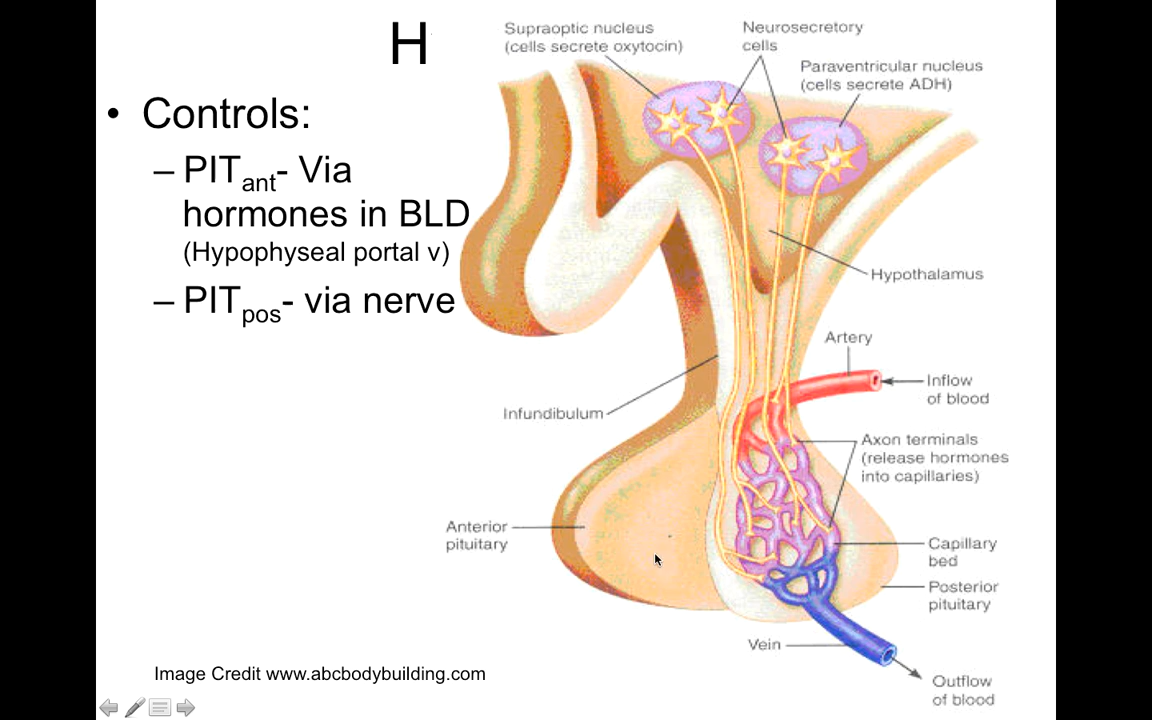 H
• Controls:
– PITant- Via
hormones in BLD
(Hypophyseal portal v)
– PITpos- via nerve
Supraoptic nucleus
(cells secrete oxytocin)
Neurosecretory
cells
Paraventricular nucleus
(cells secrete ADH)
Hypothalamus
Artery
Inflow
of blood
Infundibulum
Axon terminals
(release hormones
into capillaries)
Anterior
pituitary
Capillary
bed
Posterior
pituitary
Vein
Outflow
of blood
Image Credit www.abcbodybuilding.com